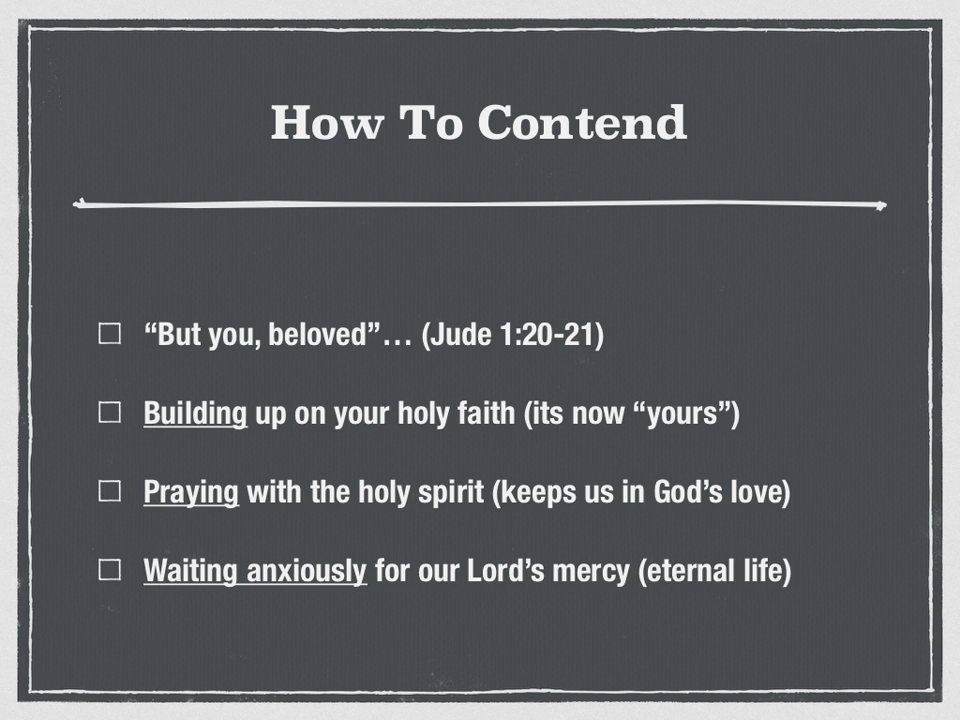 How To Contend
“But you, beloved”… (Jude 1:20-21)
Building up on your holy faith (its now “yours”)
Praying with the holy spirit (keeps us in God’s love)
Waiting anxiously for our Lord’s mercy (eternal life)